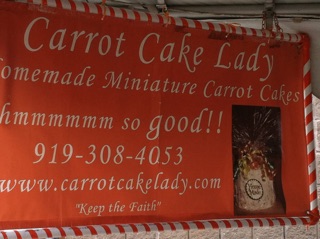 Carrot Cake Lady
omemade Miniature Carrot Cakes
hmmmmmm so good!!
919-308-4053
www.carrotcakelady.com
"Keep the Faith"